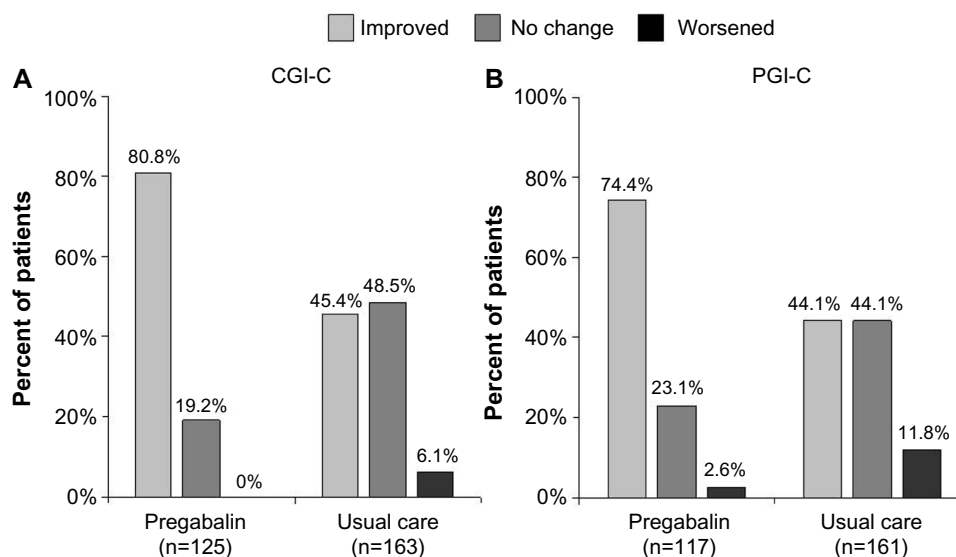 Improved No change Worsened
A CGI-C
Percent of patients
100%
80%
60%
40%
20%
0%
80.8%
19.2%
0%
45.4%
48.5%
6.1%
Pregabalin
(n=125)
Usual care
(n=163)
B PGI-C
Percent of patients
100%
80%
60%
40%
20%
0%
74.4%
23.1%
2.6%
44.1%
44.1%
11.8%
Pregabalin
(n=117)
Usual care
(n=161)